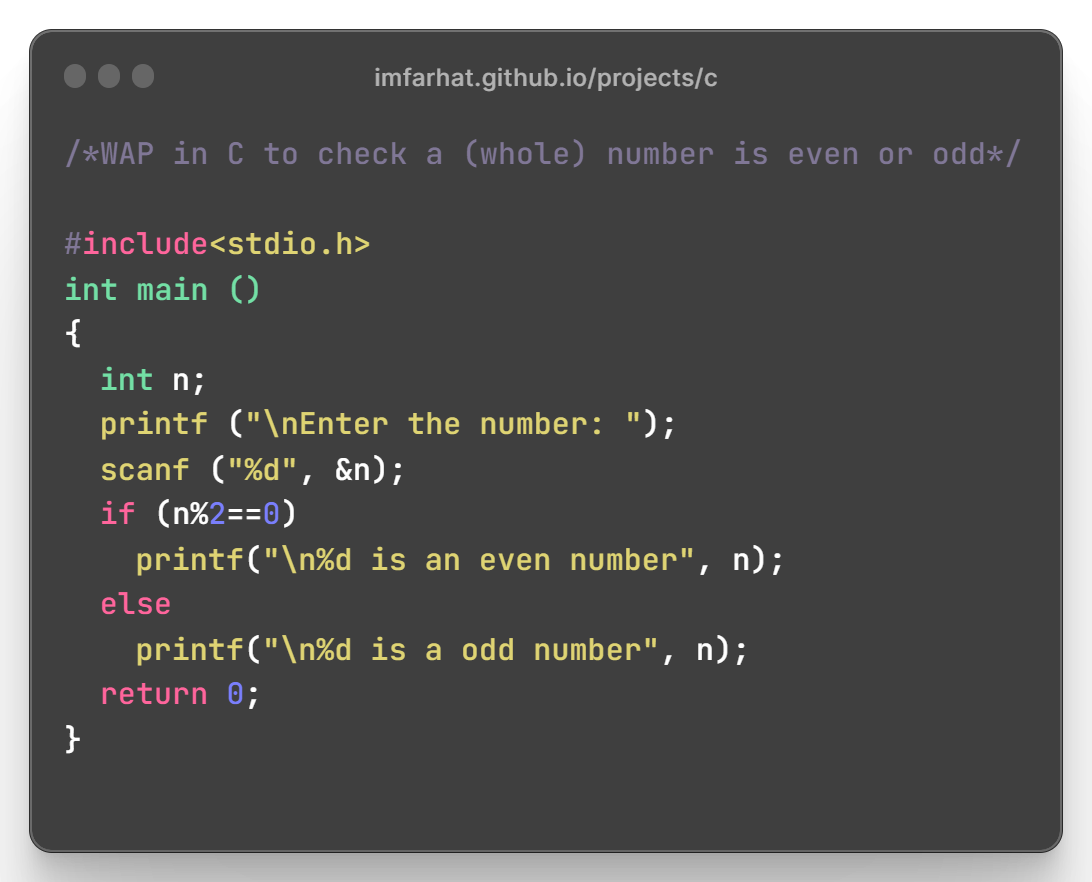 imfarhat.github.io/projects/c
/*WAP in C to check a (whole) number is even or odd*/
#include<stdio.h>
int main ()
{
int n;
printf ("\nEnter the number: ");
scanf ("%d", &n);
if (n%2==0)
printf("\n%d is an even number", n);
else
printf("\n%d is a odd number", n);
return 0;
}